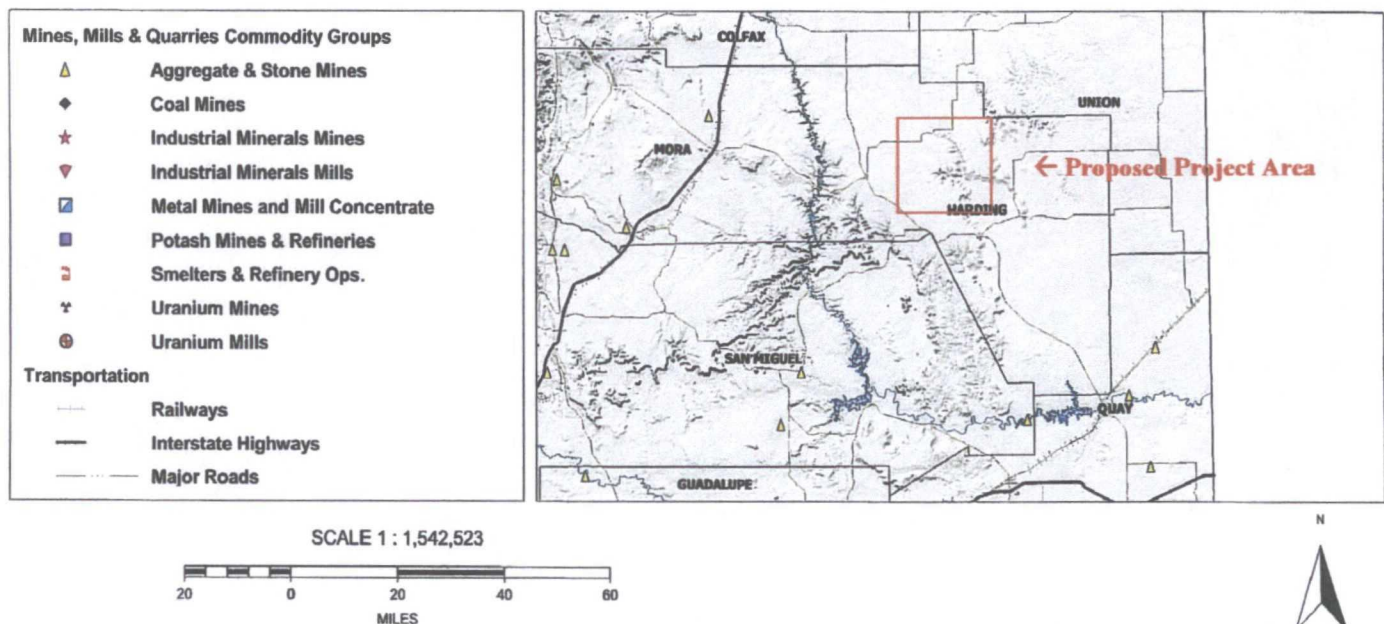 Mines, Mills & Quarries Commodity Groups
Aggregate & Stone Mines
Coal Mines
Industrial Minerals Mines
Industrial Minerals Mills
Metal Mines and Mill Concentrate
Potash Mines & Refineries
Smelters & Refinery Ops.
Uranium Mines
Uranium Mills
Transportation
Railways
Interstate Highways
Major Roads
COLFAX
UNION
MORA
← Proposed Project Area
HARDING
SAN MIGUEL
QUAY
GUADALUPE
SCALE 1 : 1,542,523
20 0 20 40 60
MILES
N